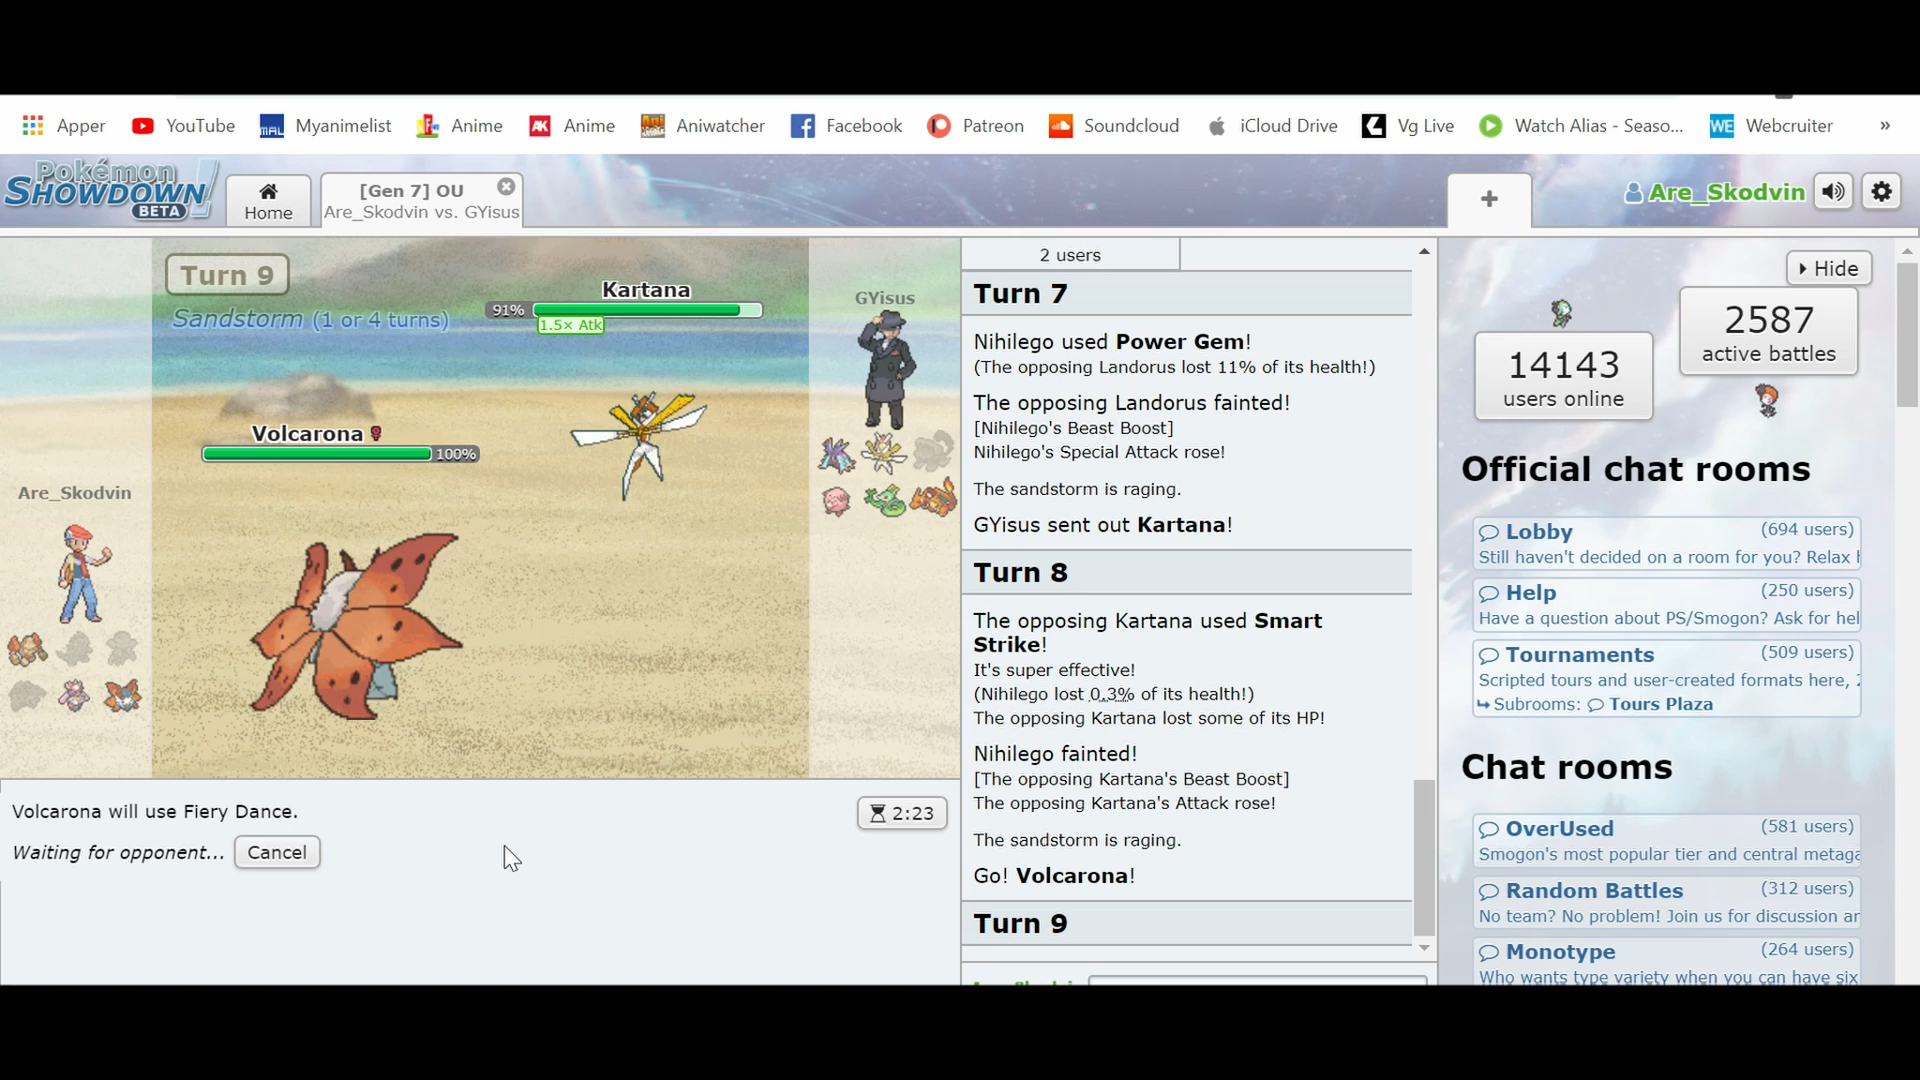 Apper
YouTube
MAL Myanimelist
Anime
AK Anime
Aniwatcher
Facebook
Patreon
Soundcloud
iCloud Drive
Vg Live
Watch Alias - Seaso...
WE Webcruiter
»
Pokémon
SHOWDOWN!
BETA
Home
[Gen 7] OU
Are_Skodvin vs. GYisus
+
Are_Skodvin
Turn 9
Sandstorm (1 or 4 turns)
Kartana
91%
1.5× Atk
Volcarona
100%
Are_Skodvin
GYisus
Volcarona will use Fiery Dance.
Waiting for opponent... Cancel
2:23
2 users
Turn 7
Nihilego used Power Gem!
(The opposing Landorus lost 11% of its health!)
The opposing Landorus fainted!
[Nihilego's Beast Boost]
Nihilego's Special Attack rose!
The sandstorm is raging.
GYisus sent out Kartana!
Turn 8
The opposing Kartana used Smart
Strike!
It's super effective!
(Nihilego lost 0.3% of its health!)
The opposing Kartana lost some of its HP!
Nihilego fainted!
[The opposing Kartana's Beast Boost]
The opposing Kartana's Attack rose!
The sandstorm is raging.
Go! Volcarona!
Turn 9
Hide
14143
users online
2587
active battles
Official chat rooms
Lobby (694 users)
Still haven't decided on a room for you? Relax
Help (250 users)
Have a question about PS/Smogon? Ask for hel
Tournaments (509 users)
Scripted tours and user-created formats here,
Subrooms: Tours Plaza
Chat rooms
OverUsed (581 users)
Smogon's most popular tier and central metaga
Random Battles (312 users)
No team? No problem! Join us for discussion ar
Monotype (264 users)
Who wants type variety when you can have six